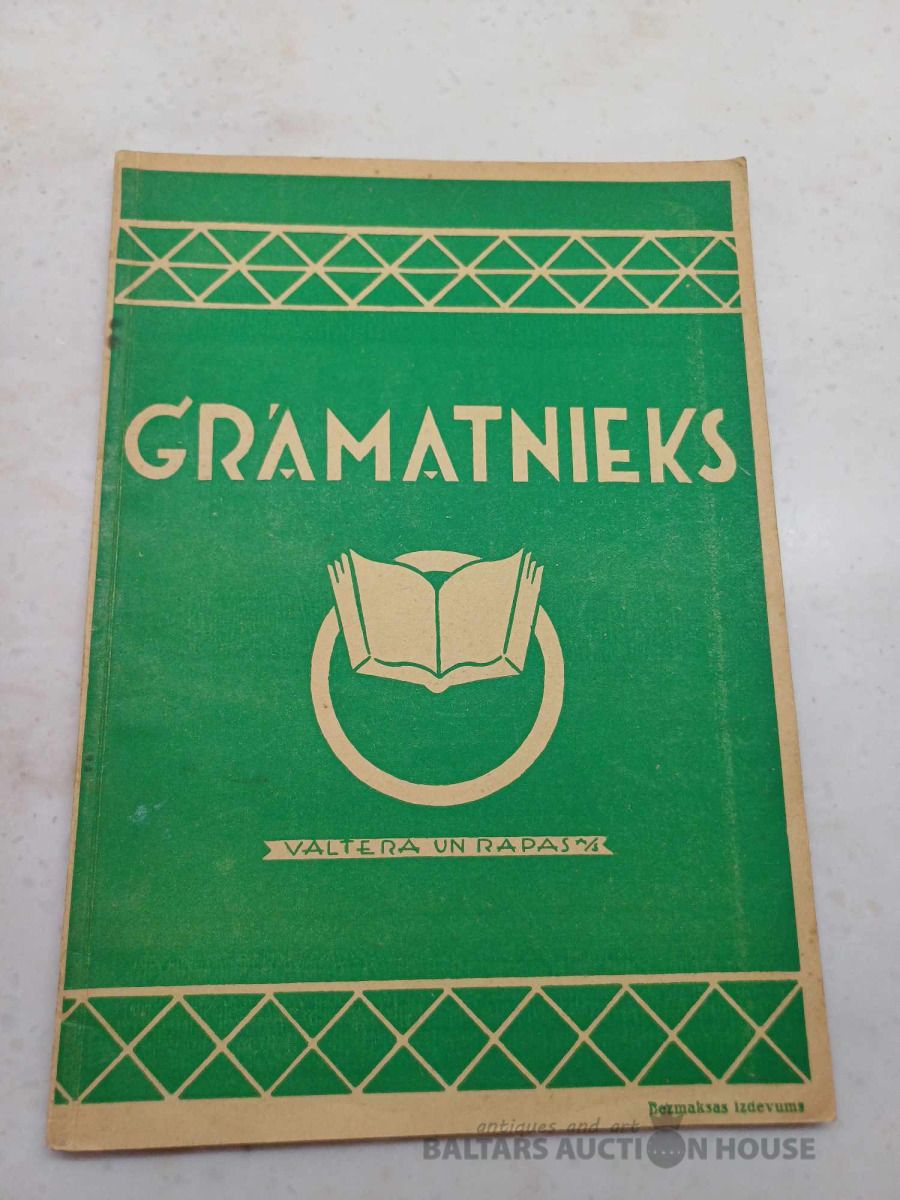 GRĀMATNIEKS
VALTERA UN RAPAS A/S
Bezmaksas izdevums
antiques and art
BALTARS AUCTION HOUSE